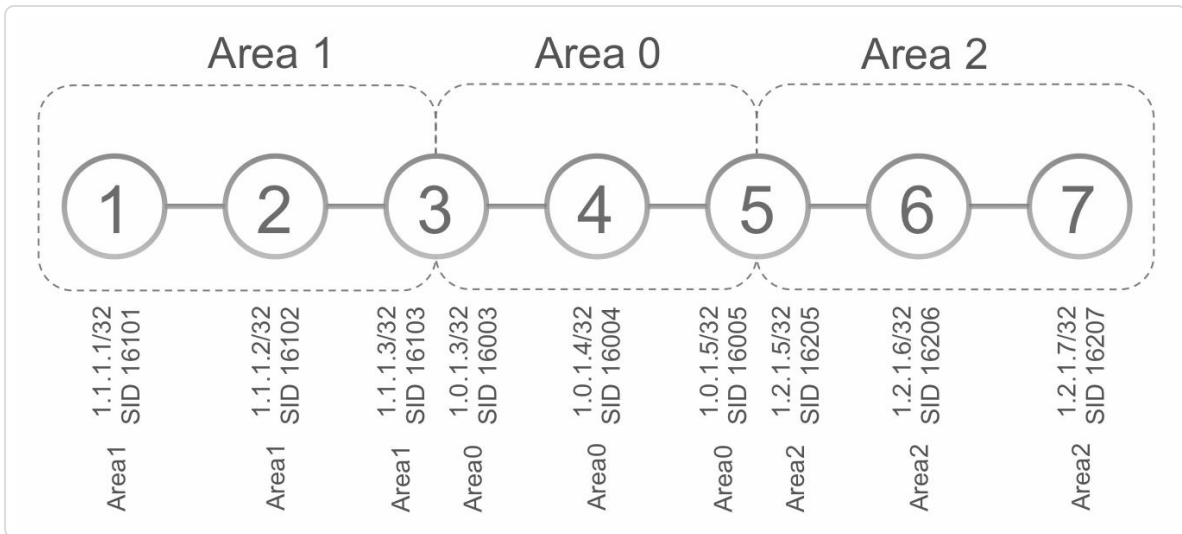 Area 1
Area 0
Area 2
1
2
3
4
5
6
7
1.1.1.1/32
SID 16101
1.1.1.2/32
SID 16102
1.1.1.3/32
SID 16103
1.0.1.3/32
SID 16003
1.0.1.4/32
SID 16004
1.0.1.5/32
SID 16005
1.2.1.5/32
SID 16205
1.2.1.6/32
SID 16206
1.2.1.7/32
SID 16207
Area1
Area1
Area1
Area0
Area0
Area0
Area2
Area2
Area2